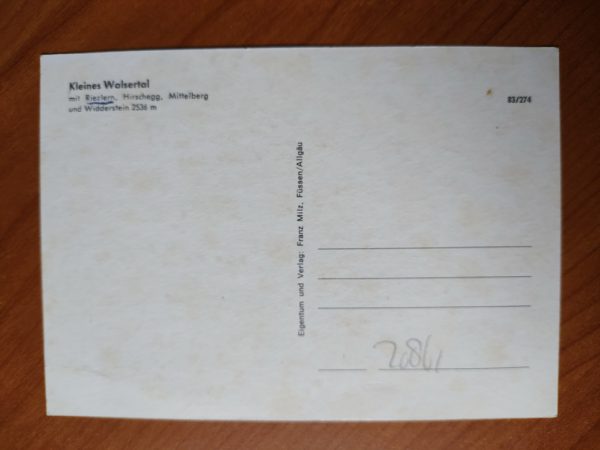 Kleines Walsertal
mit Riezlern, Hirschegg, Mittelberg
und Widderstein 2536 m
83/274
Eigentum und Verlag: Franz Milz, Füssen/Allgäu